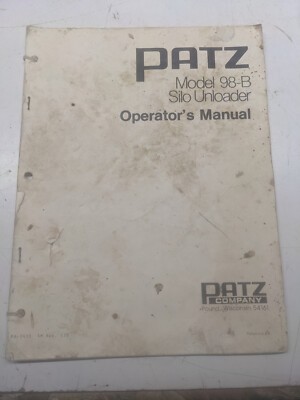 PATZ
Model 98-B
Silo Unloader
Operator's Manual
PATZ
COMPANY